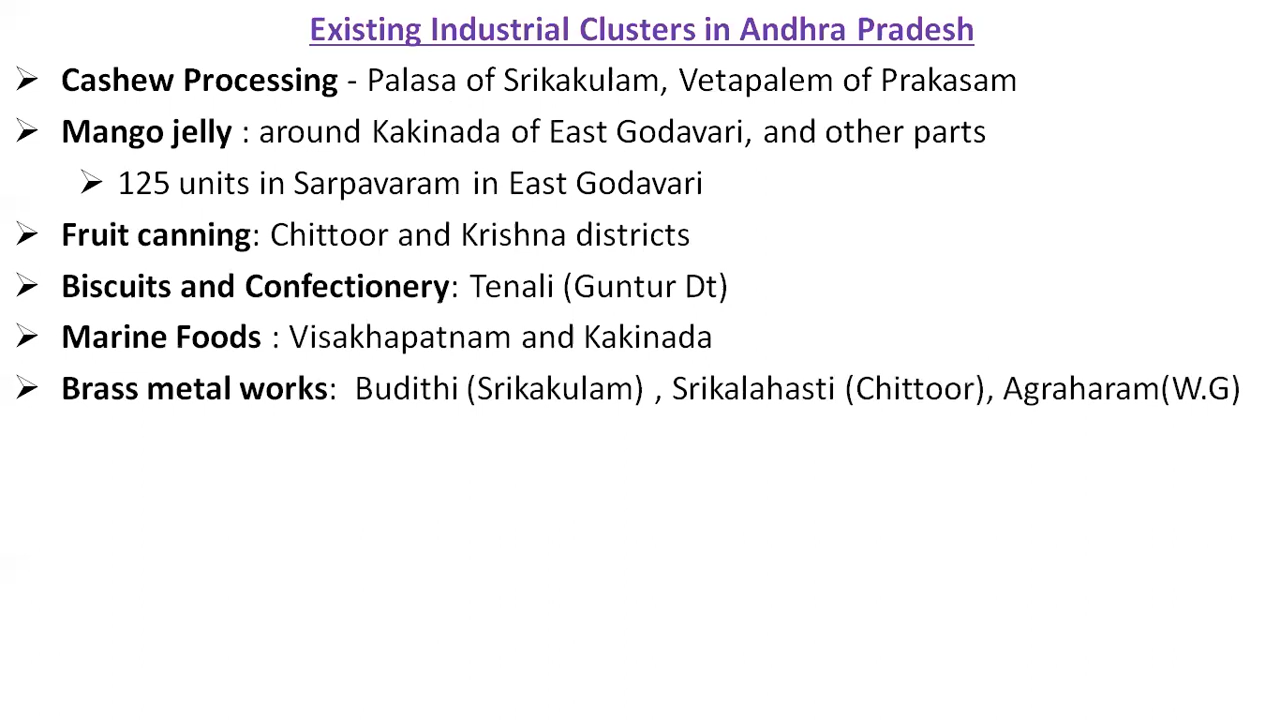 Existing Industrial Clusters in Andhra Pradesh
➢ Cashew Processing - Palasa of Srikakulam, Vetapalem of Prakasam
➢ Mango jelly : around Kakinada of East Godavari, and other parts
➢ 125 units in Sarpavaram in East Godavari
➢ Fruit canning: Chittoor and Krishna districts
➢ Biscuits and Confectionery: Tenali (Guntur Dt)
➢ Marine Foods : Visakhapatnam and Kakinada
➢ Brass metal works: Budithi (Srikakulam) , Srikalahasti (Chittoor), Agraharam(W.G)